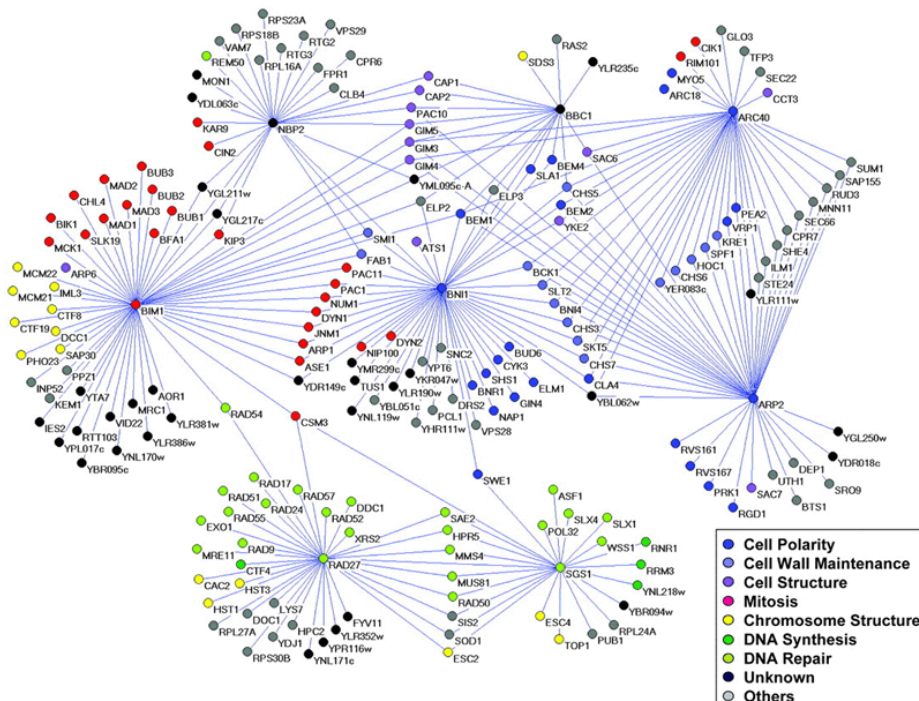 RPS23A
RPS18B
VPS29
VAM7
RTG2
REM50
RTG3
CPR6
RPL16A
MON1
FPR1
YDL063c
CLB4
KAR9
NBP2
CIN2
YGL211w
YGL217c
KIP3
CAP1
CAP2
PAC10
GIM5
GIM3
GIM4
YML095c-A
ELP2
ELP3
BEM1
ATS1
SMI1
FAB1
RAS2
SDS3
YLR235c
BBC1
SAC6
BEM4
SLA1
CHS5
BEM2
YKE2
GLO3
CIK1
TFP3
RIM101
MYO5
SEC22
ARC18
CCT3
ARC40
SUM1
SAP155
RUD3
MNN11
SEC66
CPR7
SHE4
ILM1
STE24
YLR111w
PEA2
VRP1
KRE1
SPF1
HOC1
CHS6
YER083c
BUB3
MAD2
BUB2
CHL4
MAD3
BUB1
BIK1
MAD1
BFA1
SLK19
MCK1
MCM22
ARP6
IML3
MCM21
CTF8
BIM1
CTF19
DCC1
PHO23
SAP30
PPZ1
INP52
YTA7
KEM1
AOR1
MRC1
YLR381w
VID22
IES2
RTT103
YLR386w
YPL017c
YNL170w
YBR095c
PAC11
PAC1
NUM1
DYN1
JNM1
ARP1
ASE1
YDR149c
BNI1
DYN2
NIP100
SNC2
YMR299c
YPT6
YKR047w
TUS1
YLR190w
YBL051c
YNL119w
PCL1
YHR111w
DRS2
VPS28
BUD6
CYK3
SHS1
ELM1
BNR1
GIN4
NAP1
BCK1
SLT2
BNI4
CHS3
SKT5
CHS7
CLA4
YBL062w
ARP2
YGL250w
RVS161
YDR018c
RVS167
DEP1
UTH1
PRK1
SAC7
SRO9
RGD1
BTS1
RAD54
CSM3
SWE1
RAD17
RAD51
RAD57
RAD24
DDC1
RAD55
RAD52
EXO1
XRS2
RAD9
MRE11
CTF4
RAD27
CAC2
HST3
HST1
LYS7
DOC1
FYV11
RPL27A
HPC2
YLR352w
YDJ1
YPR116w
RPS30B
YNL171c
SAE2
HPR5
MMS4
MUS81
RAD50
SIS2
SOD1
ESC2
ASF1
SLX4
SLX1
POL32
WSS1
RNR1
SGS1
RRM3
YNL218w
YBR094w
ESC4
RPL24A
TOP1
PUB1
Cell Polarity
Cell Wall Maintenance
Cell Structure
Mitosis
Chromosome Structure
DNA Synthesis
DNA Repair
Unknown
Others